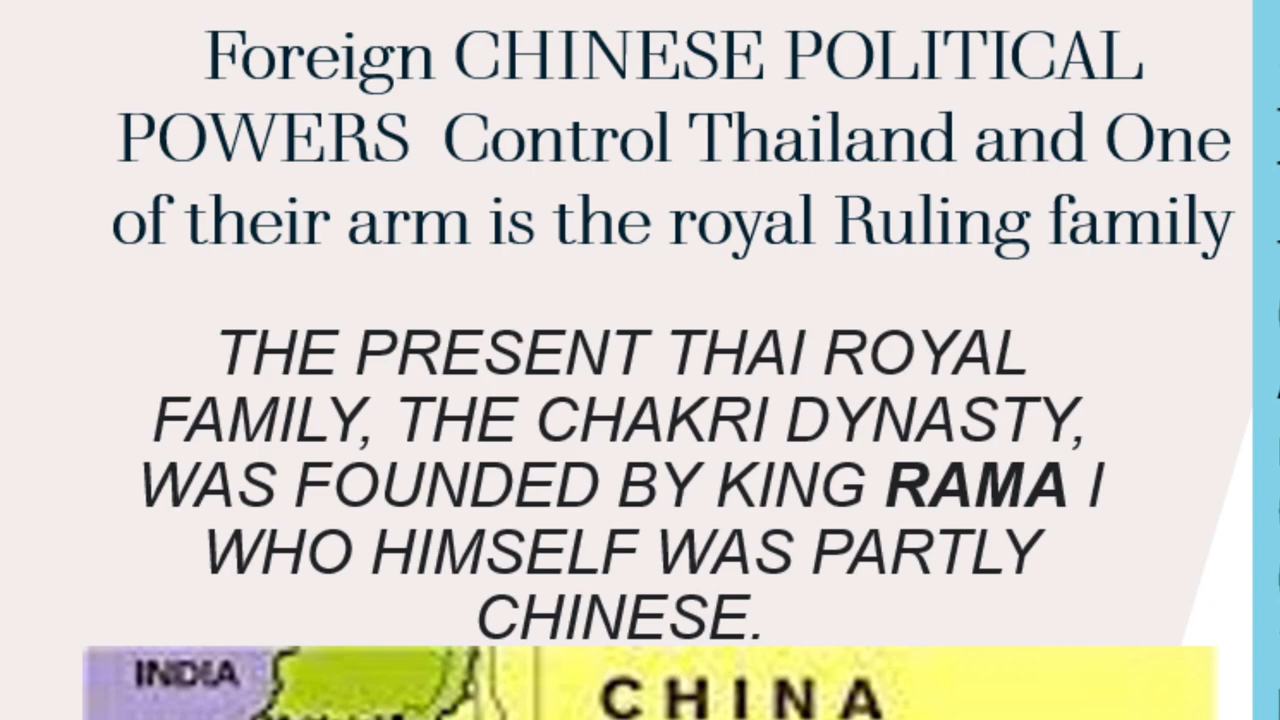 Foreign CHINESE POLITICAL
POWERS Control Thailand and One
of their arm is the royal Ruling family
THE PRESENT THAI ROYAL
FAMILY, THE CHAKRI DYNASTY,
WAS FOUNDED BY KING RAMA I
WHO HIMSELF WAS PARTLY
CHINESE.
INDIA
CHINA